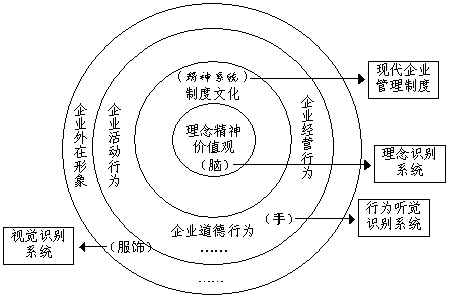 (精神系统)
制度文化
现代企业
管理制度
理念精神
价值观
(脑)
理念识别
系统
企业外在形象
企业活动行为
企业经营行为
(手)
行为听觉
识别系统
企业道德行为
……
视觉识别
系统
(服饰)
……